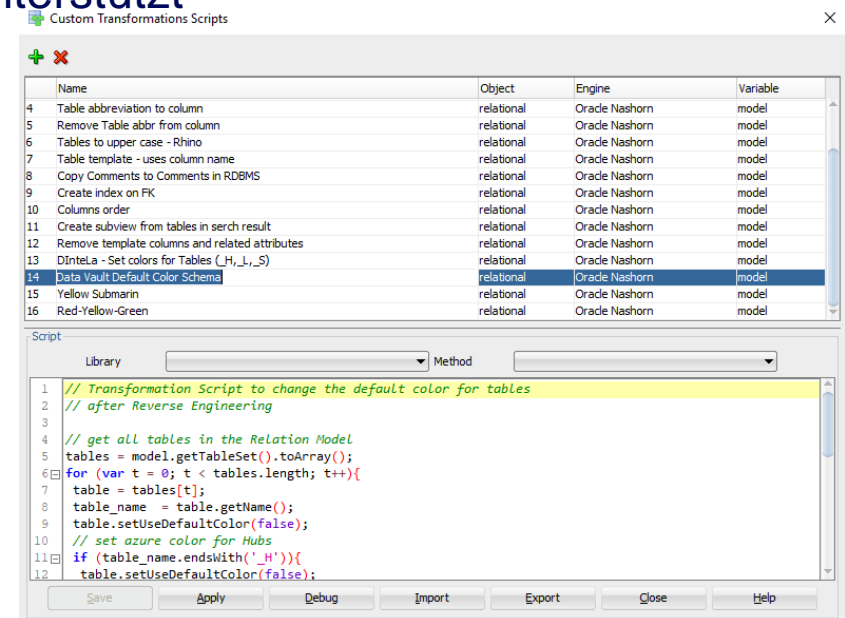 terstützt
Custom Transformations Scripts
Name Object Engine Variable
4 Table abbreviation to column relational Oracle Nashorn model
5 Remove Table abbr from column relational Oracle Nashorn model
6 Tables to upper case - Rhino relational Oracle Nashorn model
7 Table template - uses column name relational Oracle Nashorn model
8 Copy Comments to Comments in RDBMS relational Oracle Nashorn model
9 Create index on FK relational Oracle Nashorn model
10 Columns order relational Oracle Nashorn model
11 Create subview from tables in serch result relational Oracle Nashorn model
12 Remove template columns and related attributes relational Oracle Nashorn model
13 DInteLa - Set colors for Tables (_H,_L,_S) relational Oracle Nashorn model
14 Data Vault Default Color Schema relational Oracle Nashorn model
15 Yellow Submarin relational Oracle Nashorn model
16 Red-Yellow-Green relational Oracle Nashorn model
Script
Library Method
1 // Transformation Script to change the default color for tables
2 // after Reverse Engineering
3
4 // get all tables in the Relation Model
5 tables = model.getTableSet().toArray();
6 for (var t = 0; t < tables.length; t++){
7 table = tables[t];
8 table_name = table.getName();
9 table.setUseDefaultColor(false);
10 // set azure color for Hubs
11 if (table_name.endsWith('_H')){
12 table.setUseDefaultColor(false);
Save Apply Debug Import Export Close Help